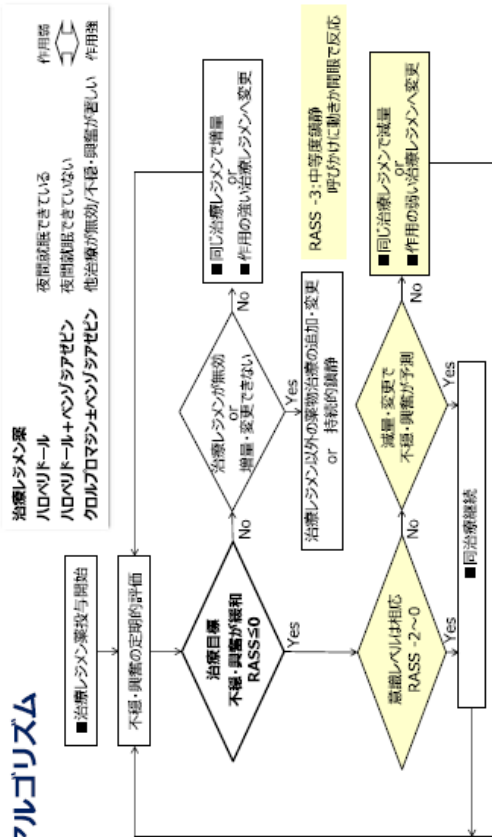 アルゴリズム
治療レジメン薬
ハロペリドール 夜間就眠できている 作用弱
ハロペリドール+ベンゾジアゼピン 夜間就眠できていない
クロルプロマジン±ベンゾジアゼピン 他治療が無効/不穏・興奮が著しい 作用強
■治療レジメン薬投与開始
不穏・興奮の定期的評価
治療目標
不穏・興奮が緩和
RASS≦0
No
治療レジメンが無効
or
増量・変更できない
No
■同じ治療レジメンで増量
or
■作用の強い治療レジメンへ変更
Yes
治療レジメン以外の薬物治療の追加・変更
or 持続的鎮静
Yes
意識レベルは相応
RASS -2～0
No
減量・変更で
不穏・興奮が予測
No
■同じ治療レジメンで減量
or
■作用の弱い治療レジメンへ変更
RASS -3:中等度鎮静
呼びかけに動きか開眼で反応
Yes
Yes
■同治療継続